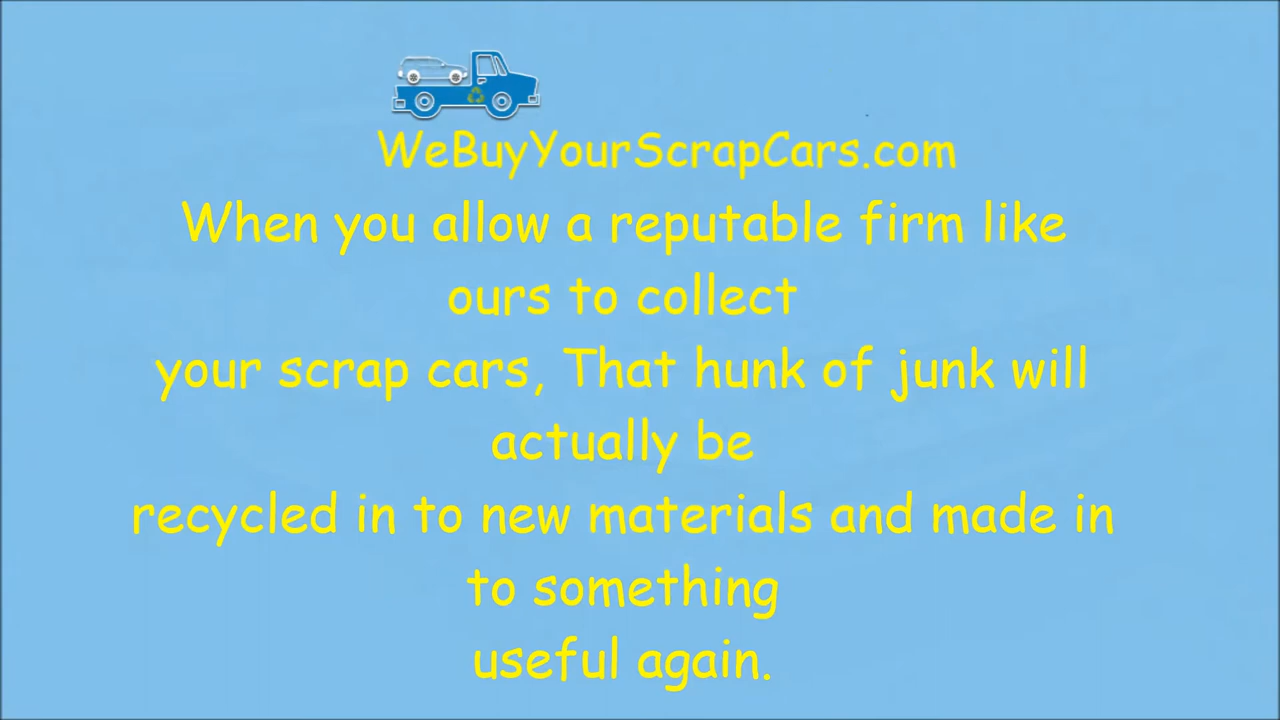 WeBuyYourScrapCars.com
When you allow a reputable firm like
ours to collect
your scrap cars, That hunk of junk will
actually be
recycled in to new materials and made in
to something
useful again.